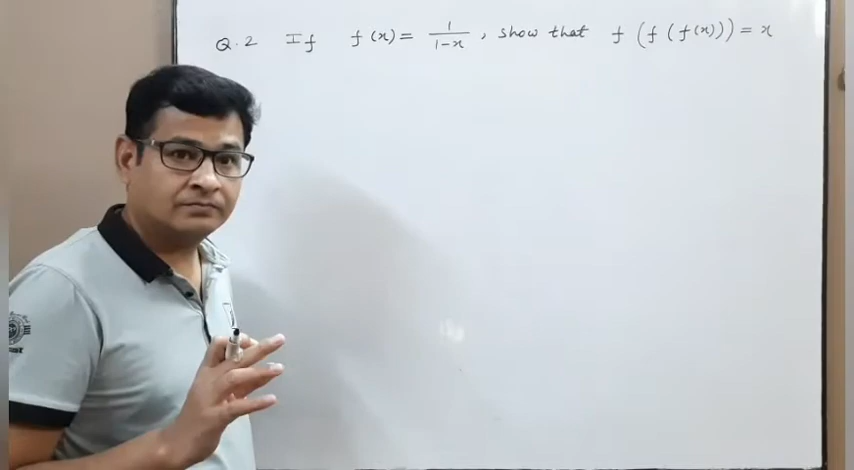 Q.2 If f(x) = 1/(1-x), show that f(f(f(x))) = x